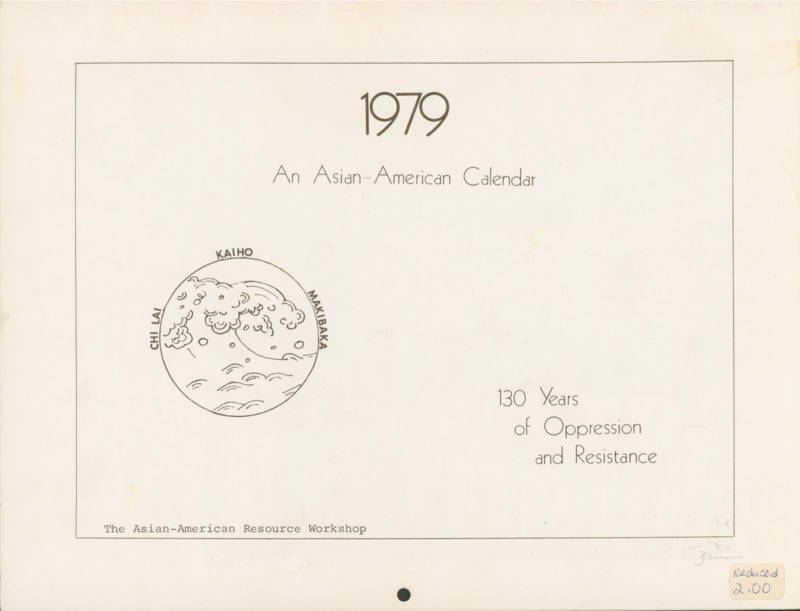 1979
An Asian-American Calendar
KAIHO
CHI LAI
MAKIBAKA
130 Years
of Oppression
and Resistance
The Asian-American Resource Workshop
Reduced
2.00